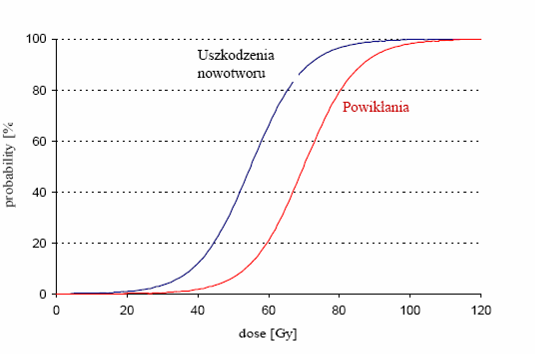 100
80
60
40
20
0
probability [%
Uszkodzenia
nowotworu
Powikłania
0 20 40 60 80 100 120
dose [Gy]